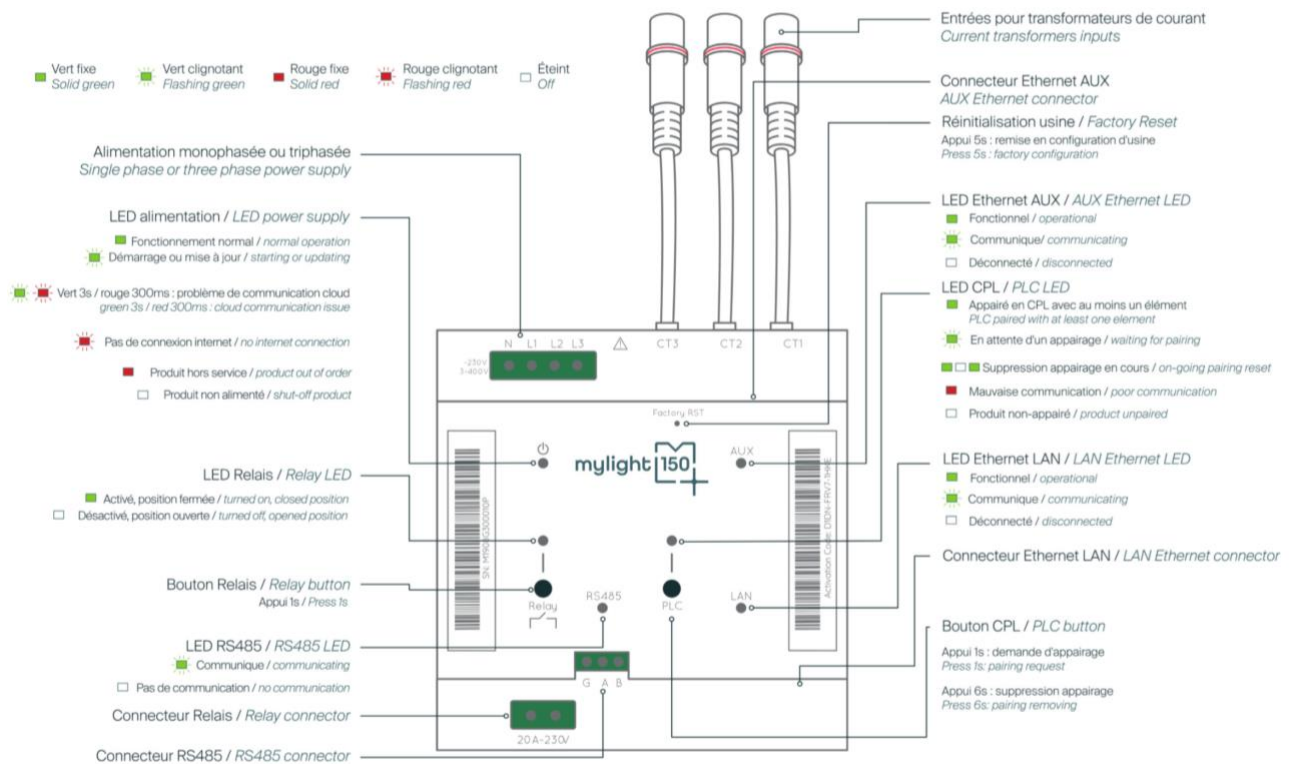 Vert fixe
Solid green
Vert clignotant
Flashing green
Rouge fixe
Solid red
Rouge clignotant
Flashing red
Éteint
Off
Alimentation monophasée ou triphasée
Single phase or three phase power supply
LED alimentation / LED power supply
Fonctionnement normal / normal operation
Démarrage ou mise à jour / starting or updating
Vert 3s / rouge 300ms : problème de communication cloud
green 3s / red 300ms : cloud communication issue
Pas de connexion internet / no internet connection
Produit hors service / product out of order
Produit non alimenté / shut-off product
LED Relais / Relay LED
Activé, position fermée / turned on, closed position
Désactivé, position ouverte / turned off, opened position
Bouton Relais / Relay button
Appui 1s / Press 1s
LED RS485 / RS485 LED
Communique / communicating
Pas de communication / no communication
Connecteur Relais / Relay connector
Connecteur RS485 / RS485 connector
CT3 CT2 CT1
N L1 L2 L3
~230V
3~400V
Factory RST
mylight 150
AUX
Relay
RS485
PLC
LAN
G A B
20A-230V
Entrées pour transformateurs de courant
Current transformers inputs
Connecteur Ethernet AUX
AUX Ethernet connector
Réinitialisation usine / Factory Reset
Appui 5s : remise en configuration d'usine
Press 5s : factory configuration
LED Ethernet AUX / AUX Ethernet LED
Fonctionnel / operational
Communique/ communicating
Déconnecté / disconnected
LED CPL / PLC LED
Appairé en CPL avec au moins un élément
PLC paired with at least one element
En attente d'un appairage / waiting for pairing
Suppression appairage en cours / on-going pairing reset
Mauvaise communication / poor communication
Produit non-appairé / product unpaired
LED Ethernet LAN / LAN Ethernet LED
Fonctionnel / operational
Communique / communicating
Déconnecté / disconnected
Connecteur Ethernet LAN / LAN Ethernet connector
Bouton CPL / PLC button
Appui 1s : demande d'appairage
Press 1s: pairing request
Appui 6s : suppression appairage
Press 6s: pairing removing